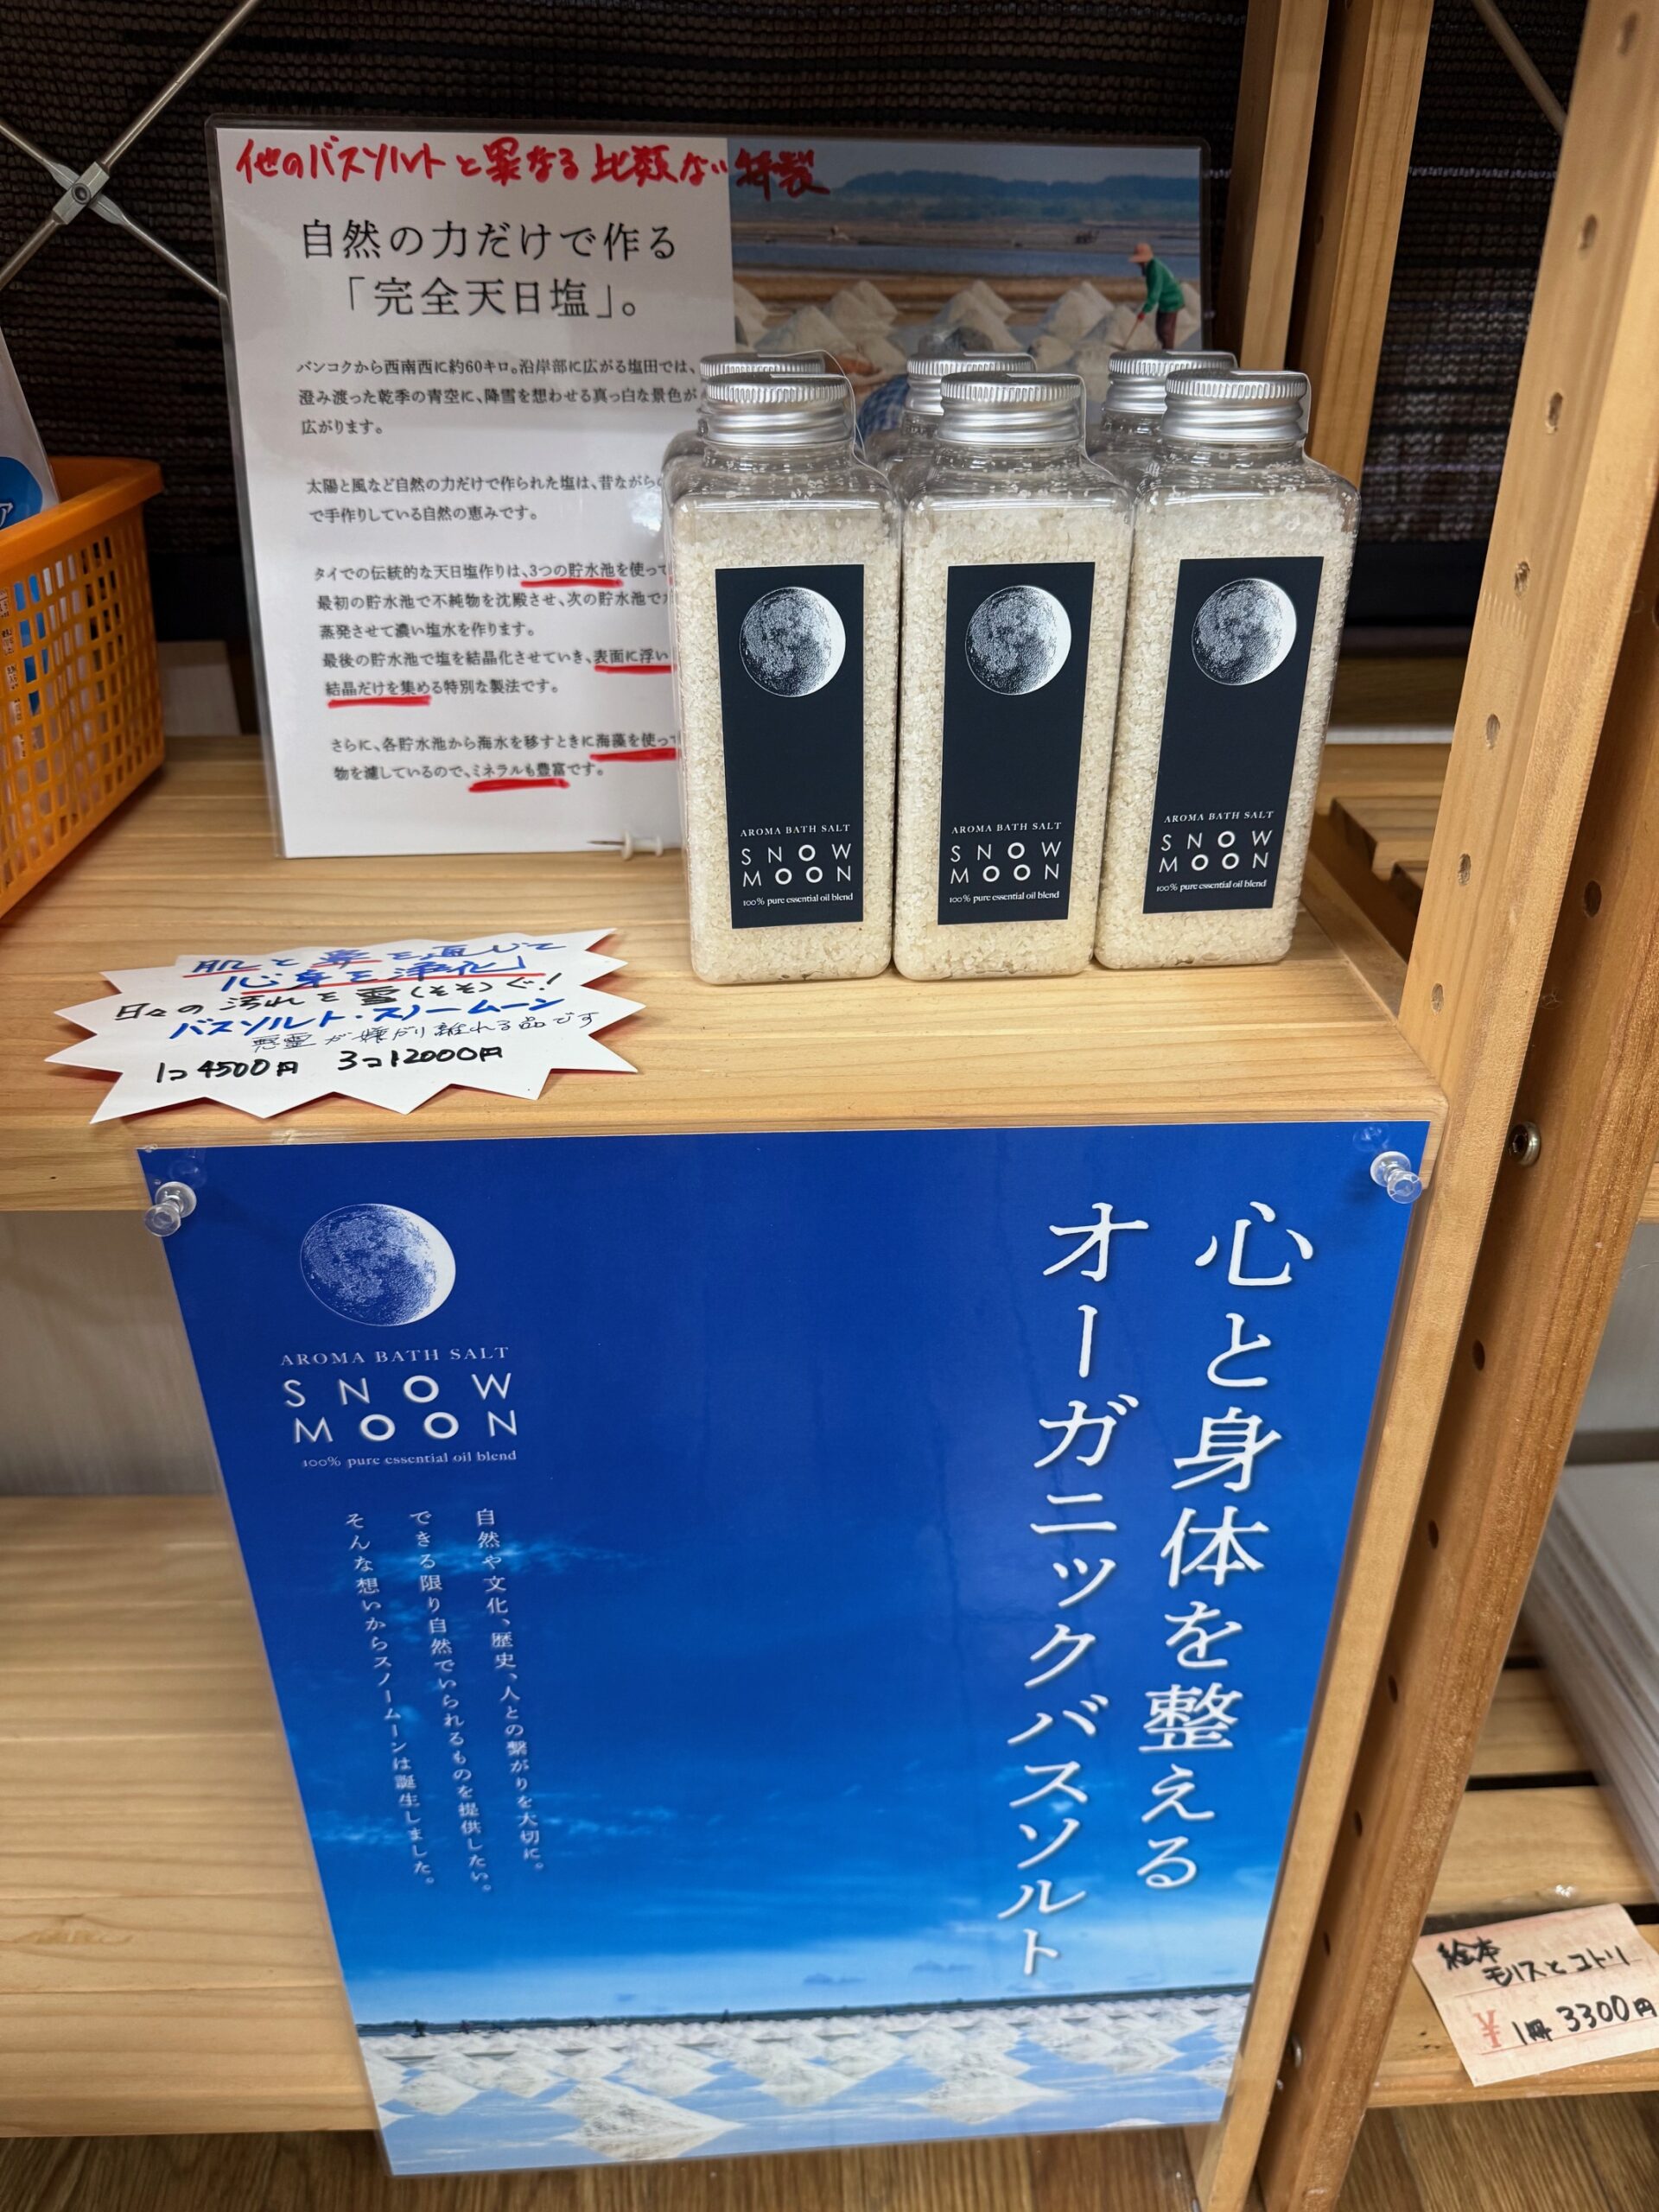 他のバスソルトと異なる比類ない特製
自然の力だけで作る
「完全天日塩」。
バンコクから西南西に約60キロ。沿岸部に広がる塩田では、
澄み渡った乾季の青空に、降雪を想わせる真っ白な景色が
広がります。
太陽と風など自然の力だけで作られた塩は、昔ながらの
で手作りしている自然の恵みです。
タイでの伝統的な天日塩作りは、3つの貯水池を使って
最初の貯水池で不純物を沈殿させ、次の貯水池で
蒸発させて濃い塩水を作ります。
最後の貯水池で塩を結晶化させていき、表面に浮い
結晶だけを集める特別な製法です。
さらに、各貯水池から海水を移すときに海藻を使って
物を濾しているので、ミネラルも豊富です。
AROMA BATH SALT
SNOW
MOON
100% pure essential oil blend
AROMA BATH SALT
SNOW
MOON
100% pure essential oil blend
AROMA BATH SALT
SNOW
MOON
100% pure essential oil blend
肌と鼻を通じて
「心身を浄化」
日々の汚れを雪(そそ)ぐ!
バスソルト・スノームーン
悪霊が嫌がり離れる品です
1コ4500円 3コ12000円
心と身体を整える
オーガニックバスソルト
AROMA BATH SALT
SNOW
MOON
100% pure essential oil blend
自然や文化、歴史、人との繋がりを大切に。
できる限り自然でいられるものを提供したい。
そんな想いからスノームーンは誕生しました。
絵本
モリスとコトリ
¥ 1冊 3300円